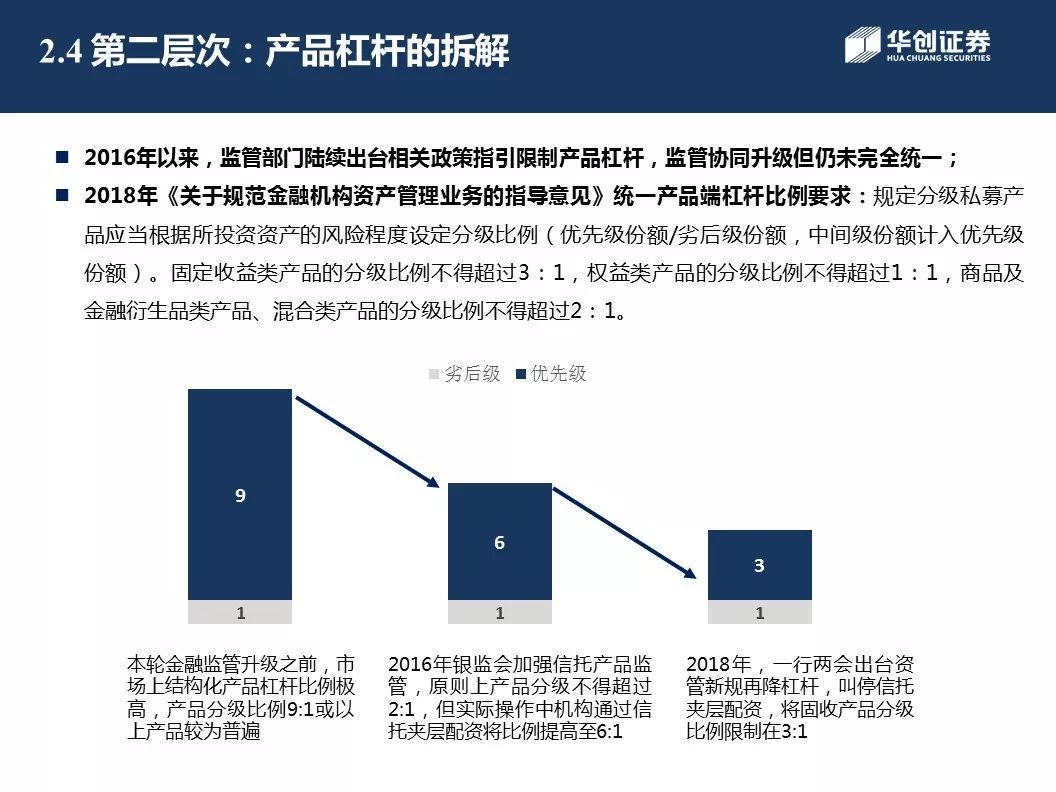 2.4 第二层次：产品杠杆的拆解
华创证券
HUA CHUANG SECURITIES
2016年以来，监管部门陆续出台相关政策指引限制产品杠杆，监管协同升级但仍未完全统一；
2018年《关于规范金融机构资产管理业务的指导意见》统一产品端杠杆比例要求：规定分级私募产
品应当根据所投资资产的风险程度设定分级比例（优先级份额/劣后级份额，中间级份额计入优先级
份额）。固定收益类产品的分级比例不得超过3：1，权益类产品的分级比例不得超过1：1，商品及
金融衍生品类产品、混合类产品的分级比例不得超过2：1。
劣后级 优先级
9
6
3
1
1
1
本轮金融监管升级之前，市
场上结构化产品杠杆比例极
高，产品分级比例9:1或以
上产品较为普遍
2016年银监会加强信托产品监
管，原则上产品分级不得超过
2:1，但实际操作中机构通过信
托夹层配资将比例提高至6:1
2018年，一行两会出台资
管新规再降杠杆，叫停信托
夹层配资，将固收产品分级
比例限制在3:1